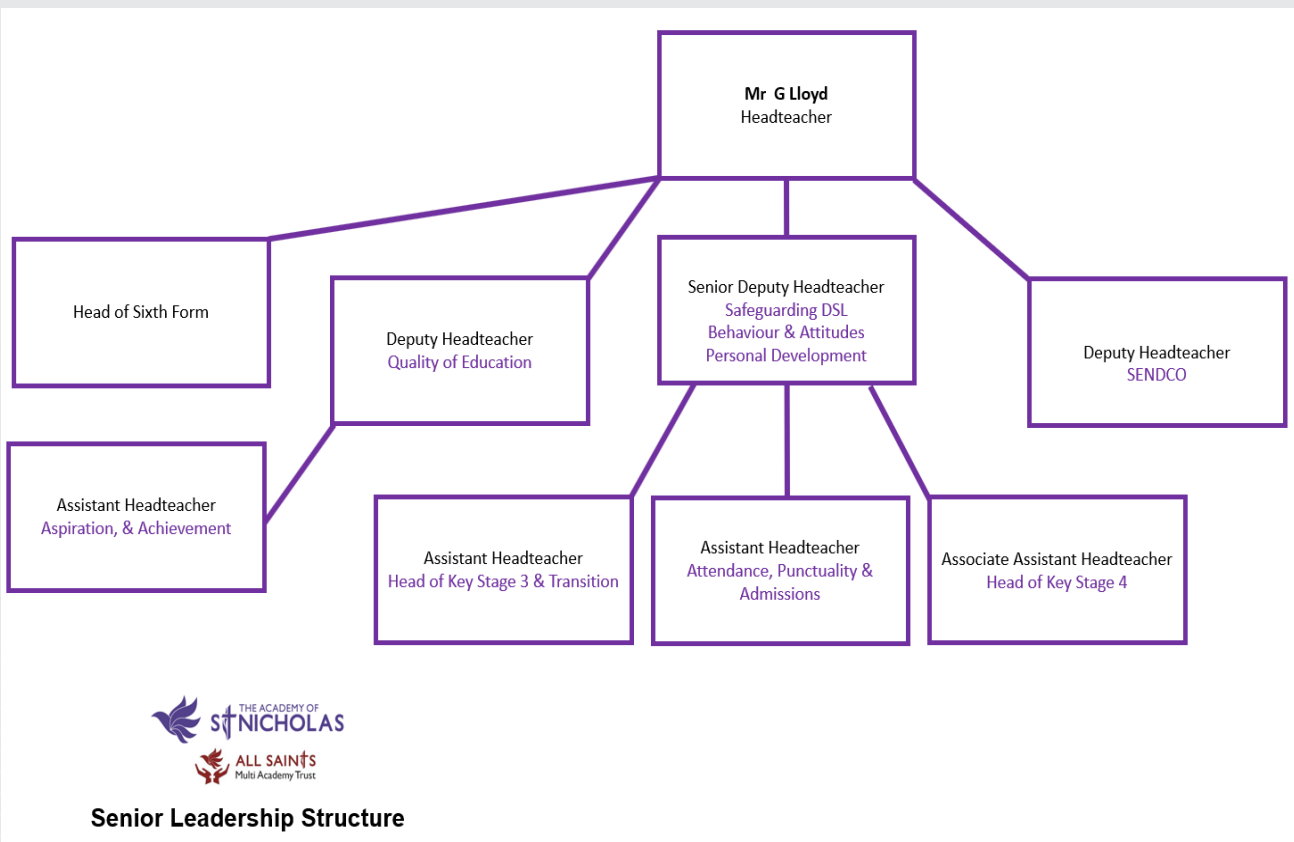 Mr G Lloyd
Headteacher
Head of Sixth Form
Deputy Headteacher
Quality of Education
Senior Deputy Headteacher
Safeguarding DSL
Behaviour & Attitudes
Personal Development
Deputy Headteacher
SENDCO
Assistant Headteacher
Aspiration, & Achievement
Assistant Headteacher
Head of Key Stage 3 & Transition
Assistant Headteacher
Attendance, Punctuality &
Admissions
Associate Assistant Headteacher
Head of Key Stage 4
THE ACADEMY OF
ST NICHOLAS
ALL SAINTS
Multi Academy Trust
Senior Leadership Structure